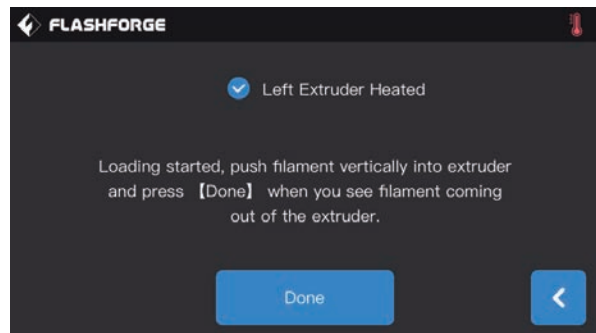 FLASHFORGE
Left Extruder Heated
Loading started, push filament vertically into extruder
and press 【Done】 when you see filament coming
out of the extruder.
Done